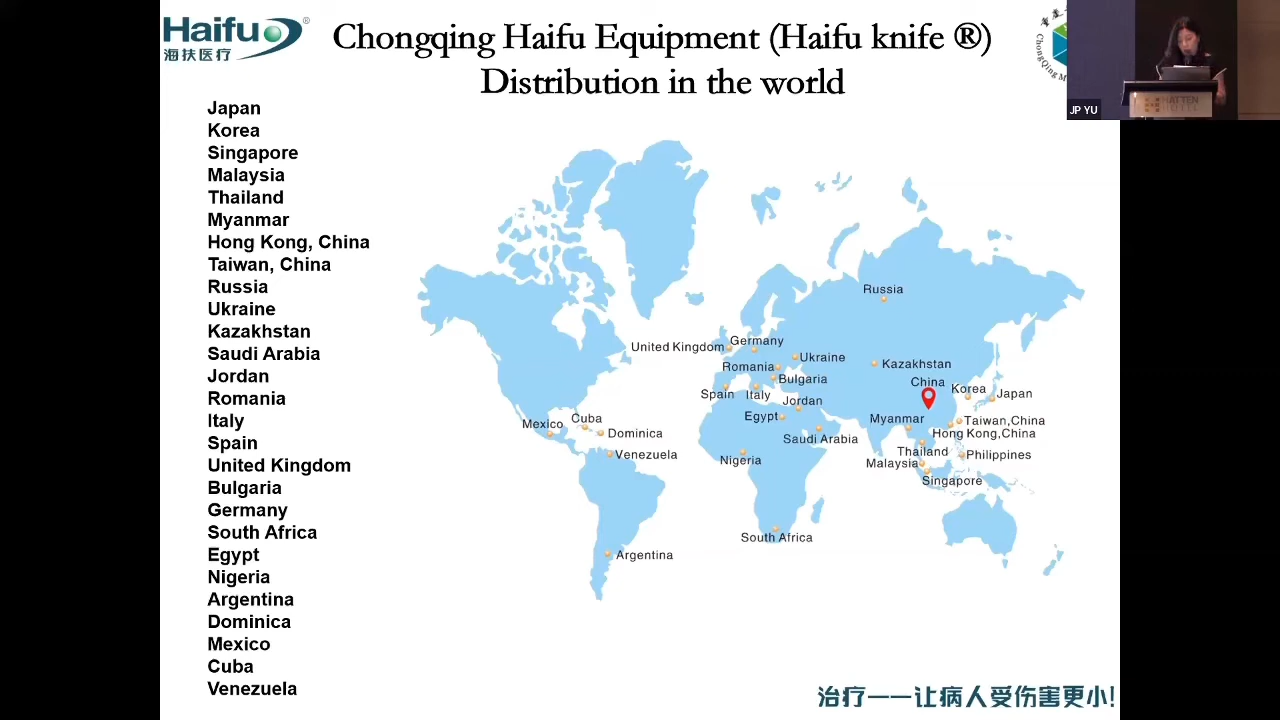 Haifu®
海扶医疗
Chongqing Haifu Equipment (Haifu knife ®)
Distribution in the world
ChongQing M
JP YU
HATTEN
Japan
Korea
Singapore
Malaysia
Thailand
Myanmar
Hong Kong, China
Taiwan, China
Russia
Ukraine
Kazakhstan
Saudi Arabia
Jordan
Romania
Italy
Spain
United Kingdom
Bulgaria
Germany
South Africa
Egypt
Nigeria
Argentina
Dominica
Mexico
Cuba
Venezuela
Russia
United Kingdom
Germany
Ukraine
Romania
Kazakhstan
Bulgaria
China
Spain
Italy
Jordan
Korea
Japan
Egypt
Myanmar
Taiwan,China
Mexico
Cuba
Dominica
Saudi Arabia
Hong Kong,China
Venezuela
Nigeria
Thailand
Philippines
Malaysia
Singapore
South Africa
Argentina
治疗——让病人受伤害更小!